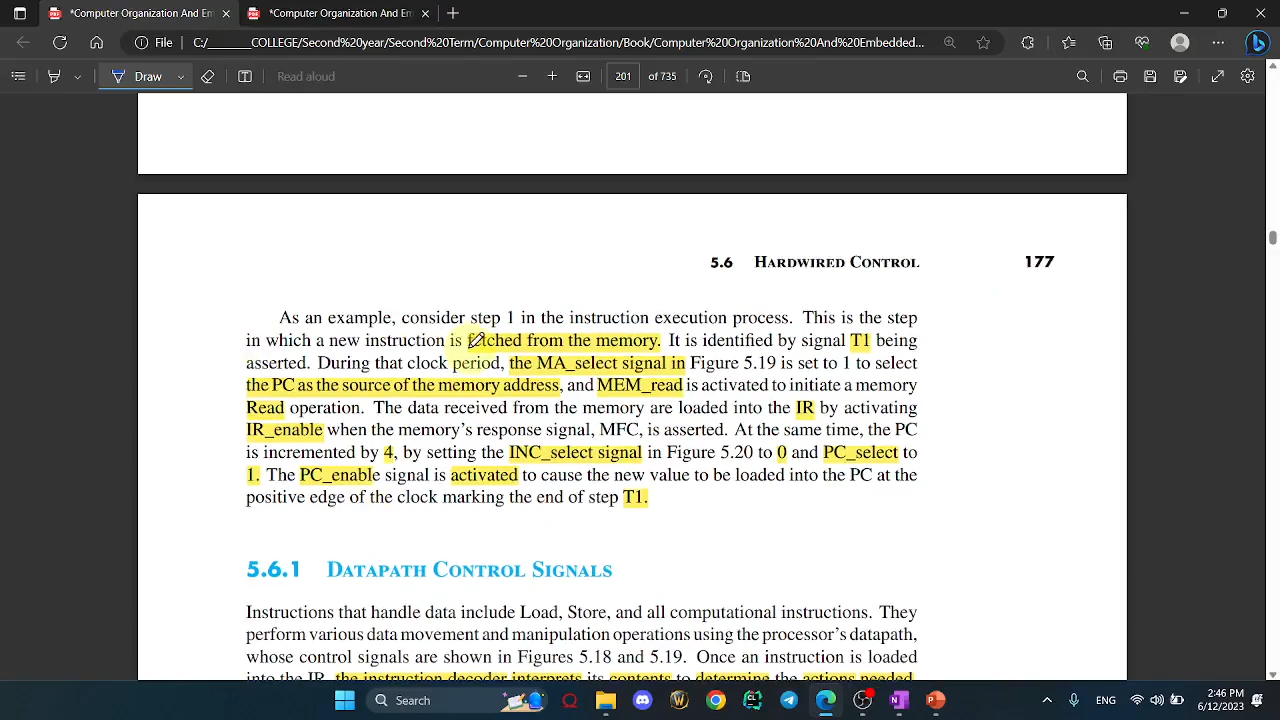 *Computer Organization And Em
*Computer Organization And Em
File
C:/______COLLEGE/Second%20year/Second%20Term/Computer%20Organization/Book/Computer%20Organization%20And%20Embedded...
Draw
Read aloud
201 of 735
5.6 HARDWIRED CONTROL 177
As an example, consider step 1 in the instruction execution process. This is the step
in which a new instruction is fetched from the memory. It is identified by signal T1 being
asserted. During that clock period, the MA_select signal in Figure 5.19 is set to 1 to select
the PC as the source of the memory address, and MEM_read is activated to initiate a memory
Read operation. The data received from the memory are loaded into the IR by activating
IR_enable when the memory's response signal, MFC, is asserted. At the same time, the PC
is incremented by 4, by setting the INC_select signal in Figure 5.20 to 0 and PC_select to
1. The PC_enable signal is activated to cause the new value to be loaded into the PC at the
positive edge of the clock marking the end of step T1.
5.6.1 DATAPATH CONTROL SIGNALS
Instructions that handle data include Load, Store, and all computational instructions. They
perform various data movement and manipulation operations using the processor's datapath,
whose control signals are shown in Figures 5.18 and 5.19. Once an instruction is loaded
into the IR, the instruction decoder interprets its contents to determine the actions needed.
Search
ENG
2:48 PM
6/12/2023